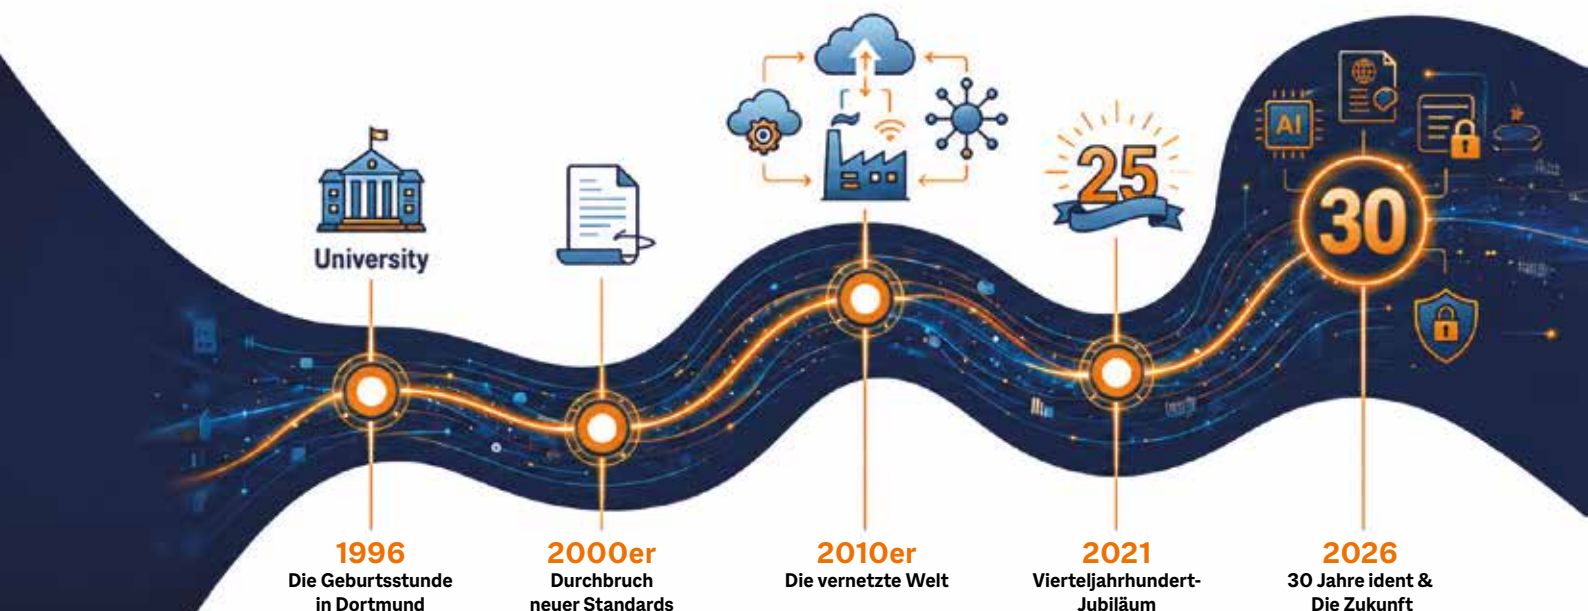 25
AI
30
University
1996
Die Geburtsstunde
in Dortmund
2000er
Durchbruch
neuer Standards
2010er
Die vernetzte Welt
2021
Vierteljahrhundert-
Jubiläum
2026
30 Jahre ident &
Die Zukunft